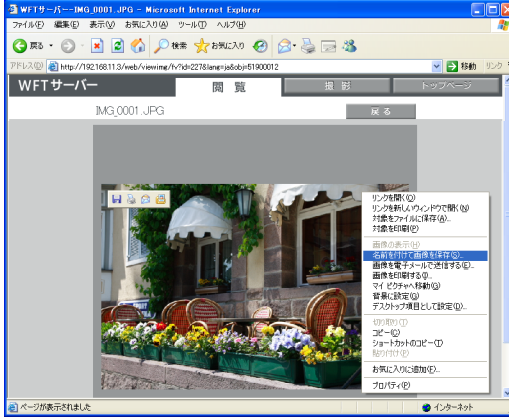 WFTサーバー-IMG_0001.JPG - Microsoft Internet Explorer
ファイル(F) 編集(E) 表示(V) お気に入り(A) ツール(T) ヘルプ(H)
戻る 検索 お気に入り
アドレス(D) http://192.168.11.3/web/viewimg/fv?id=227&lang=ja&obj=51900012 移動 リンク
WFTサーバー 閲覧 撮影 トップページ
IMG_0001.JPG 戻る
リンクを開く(O)
リンクを新しいウィンドウで開く(N)
対象をファイルに保存(A)...
対象を印刷(P)
画像の表示(H)
名前を付けて画像を保存(S)...
画像を電子メールで送信する(E)...
画像を印刷する(I)...
マイ ピクチャへ移動(G)
背景に設定(G)
デスクトップ項目として設定(D)...
切り取り(T)
コピー(C)
ショートカットのコピー(T)
貼り付け(P)
お気に入りに追加(F)...
プロパティ(P)
ページが表示されました インターネット